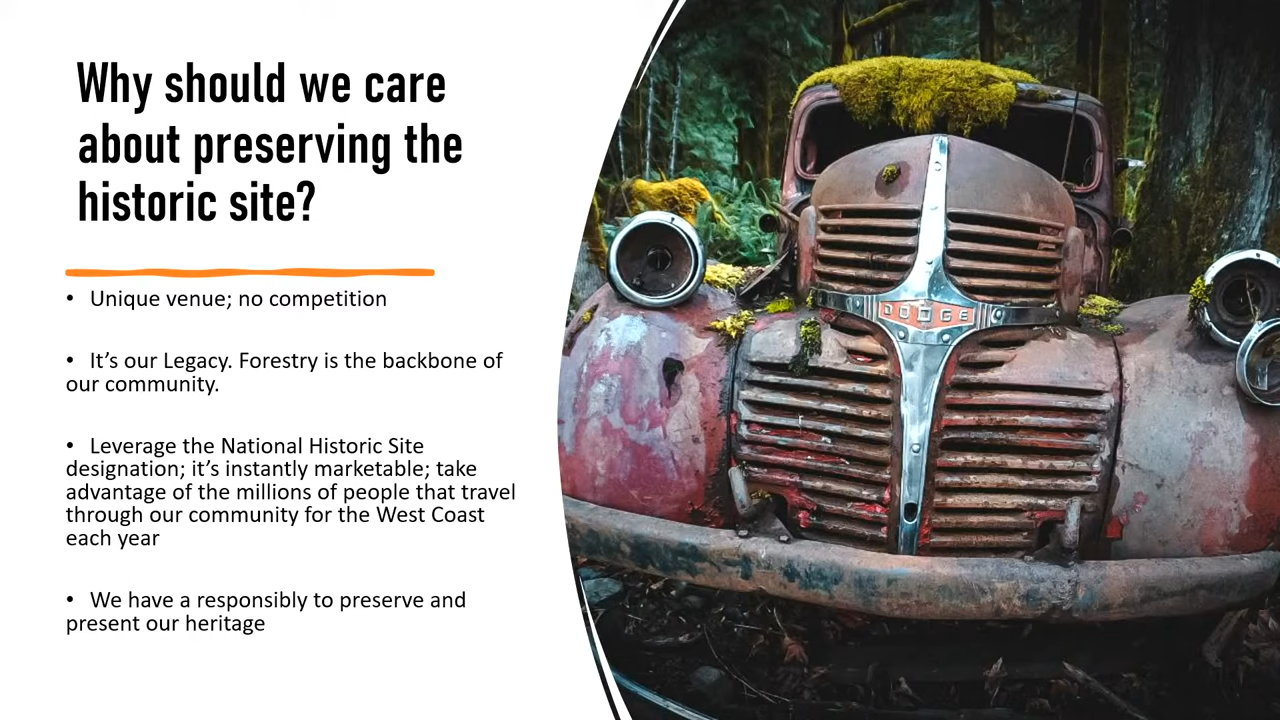 Why should we care
about preserving the
historic site?
• Unique venue; no competition
• It's our Legacy. Forestry is the backbone of
our community.
• Leverage the National Historic Site
designation; it's instantly marketable; take
advantage of the millions of people that travel
through our community for the West Coast
each year
• We have a responsibly to preserve and
present our heritage
DODGE